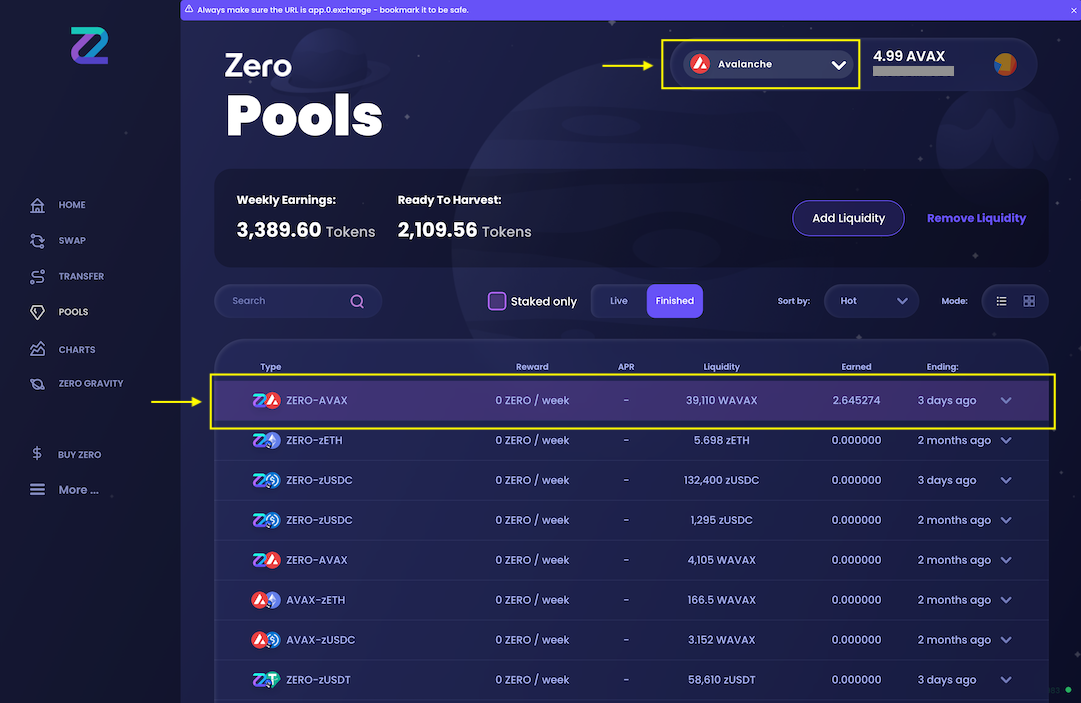 Always make sure the URL is app.0.exchange - bookmark it to be safe.
Zero
Pools
Avalanche
4.99 AVAX
HOME
SWAP
TRANSFER
POOLS
CHARTS
ZERO GRAVITY
BUY ZERO
More ...
Weekly Earnings: Ready To Harvest:
3,389.60 Tokens 2,109.56 Tokens
Add Liquidity Remove Liquidity
Search Staked only Live Finished Sort by: Hot Mode:
Type Reward APR Liquidity Earned Ending:
ZERO-AVAX 0 ZERO / week - 39,110 WAVAX 2.645274 3 days ago
ZERO-zETH 0 ZERO / week - 5.698 zETH 0.000000 2 months ago
ZERO-zUSDC 0 ZERO / week - 132,400 zUSDC 0.000000 3 days ago
ZERO-zUSDC 0 ZERO / week - 1,295 zUSDC 0.000000 2 months ago
ZERO-AVAX 0 ZERO / week - 4,105 WAVAX 0.000000 2 months ago
AVAX-zETH 0 ZERO / week - 166.5 WAVAX 0.000000 2 months ago
AVAX-zUSDC 0 ZERO / week - 3.152 WAVAX 0.000000 2 months ago
ZERO-zUSDT 0 ZERO / week - 58,610 zUSDT 0.000000 3 days ago